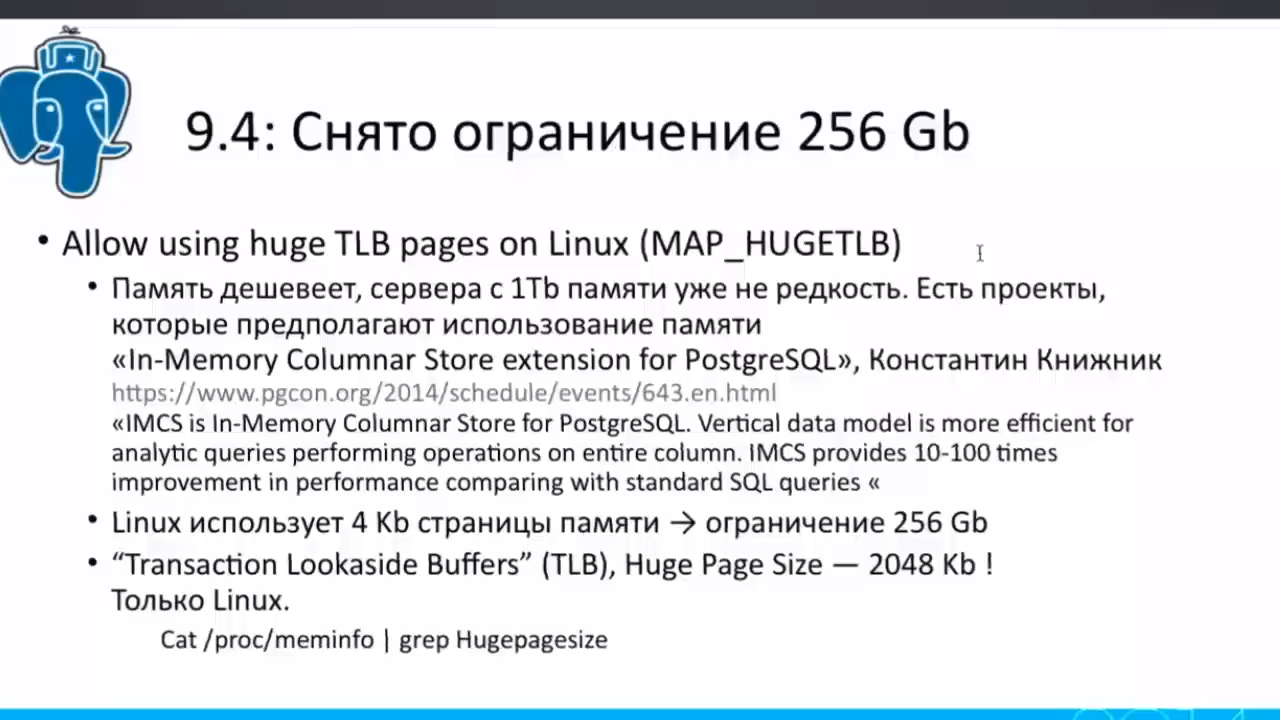 9.4: Снято ограничение 256 Gb
• Allow using huge TLB pages on Linux (MAP_HUGETLB)
• Память дешевеет, сервера с 1Tb памяти уже не редкость. Есть проекты,
которые предполагают использование памяти
«In-Memory Columnar Store extension for PostgreSQL», Константин Книжник
https://www.pgcon.org/2014/schedule/events/643.en.html
«IMCS is In-Memory Columnar Store for PostgreSQL. Vertical data model is more efficient for
analytic queries performing operations on entire column. IMCS provides 10-100 times
improvement in performance comparing with standard SQL queries «
• Linux использует 4 Kb страницы памяти → ограничение 256 Gb
• “Transaction Lookaside Buffers” (TLB), Huge Page Size — 2048 Kb !
Только Linux.
Cat /proc/meminfo | grep Hugepagesize